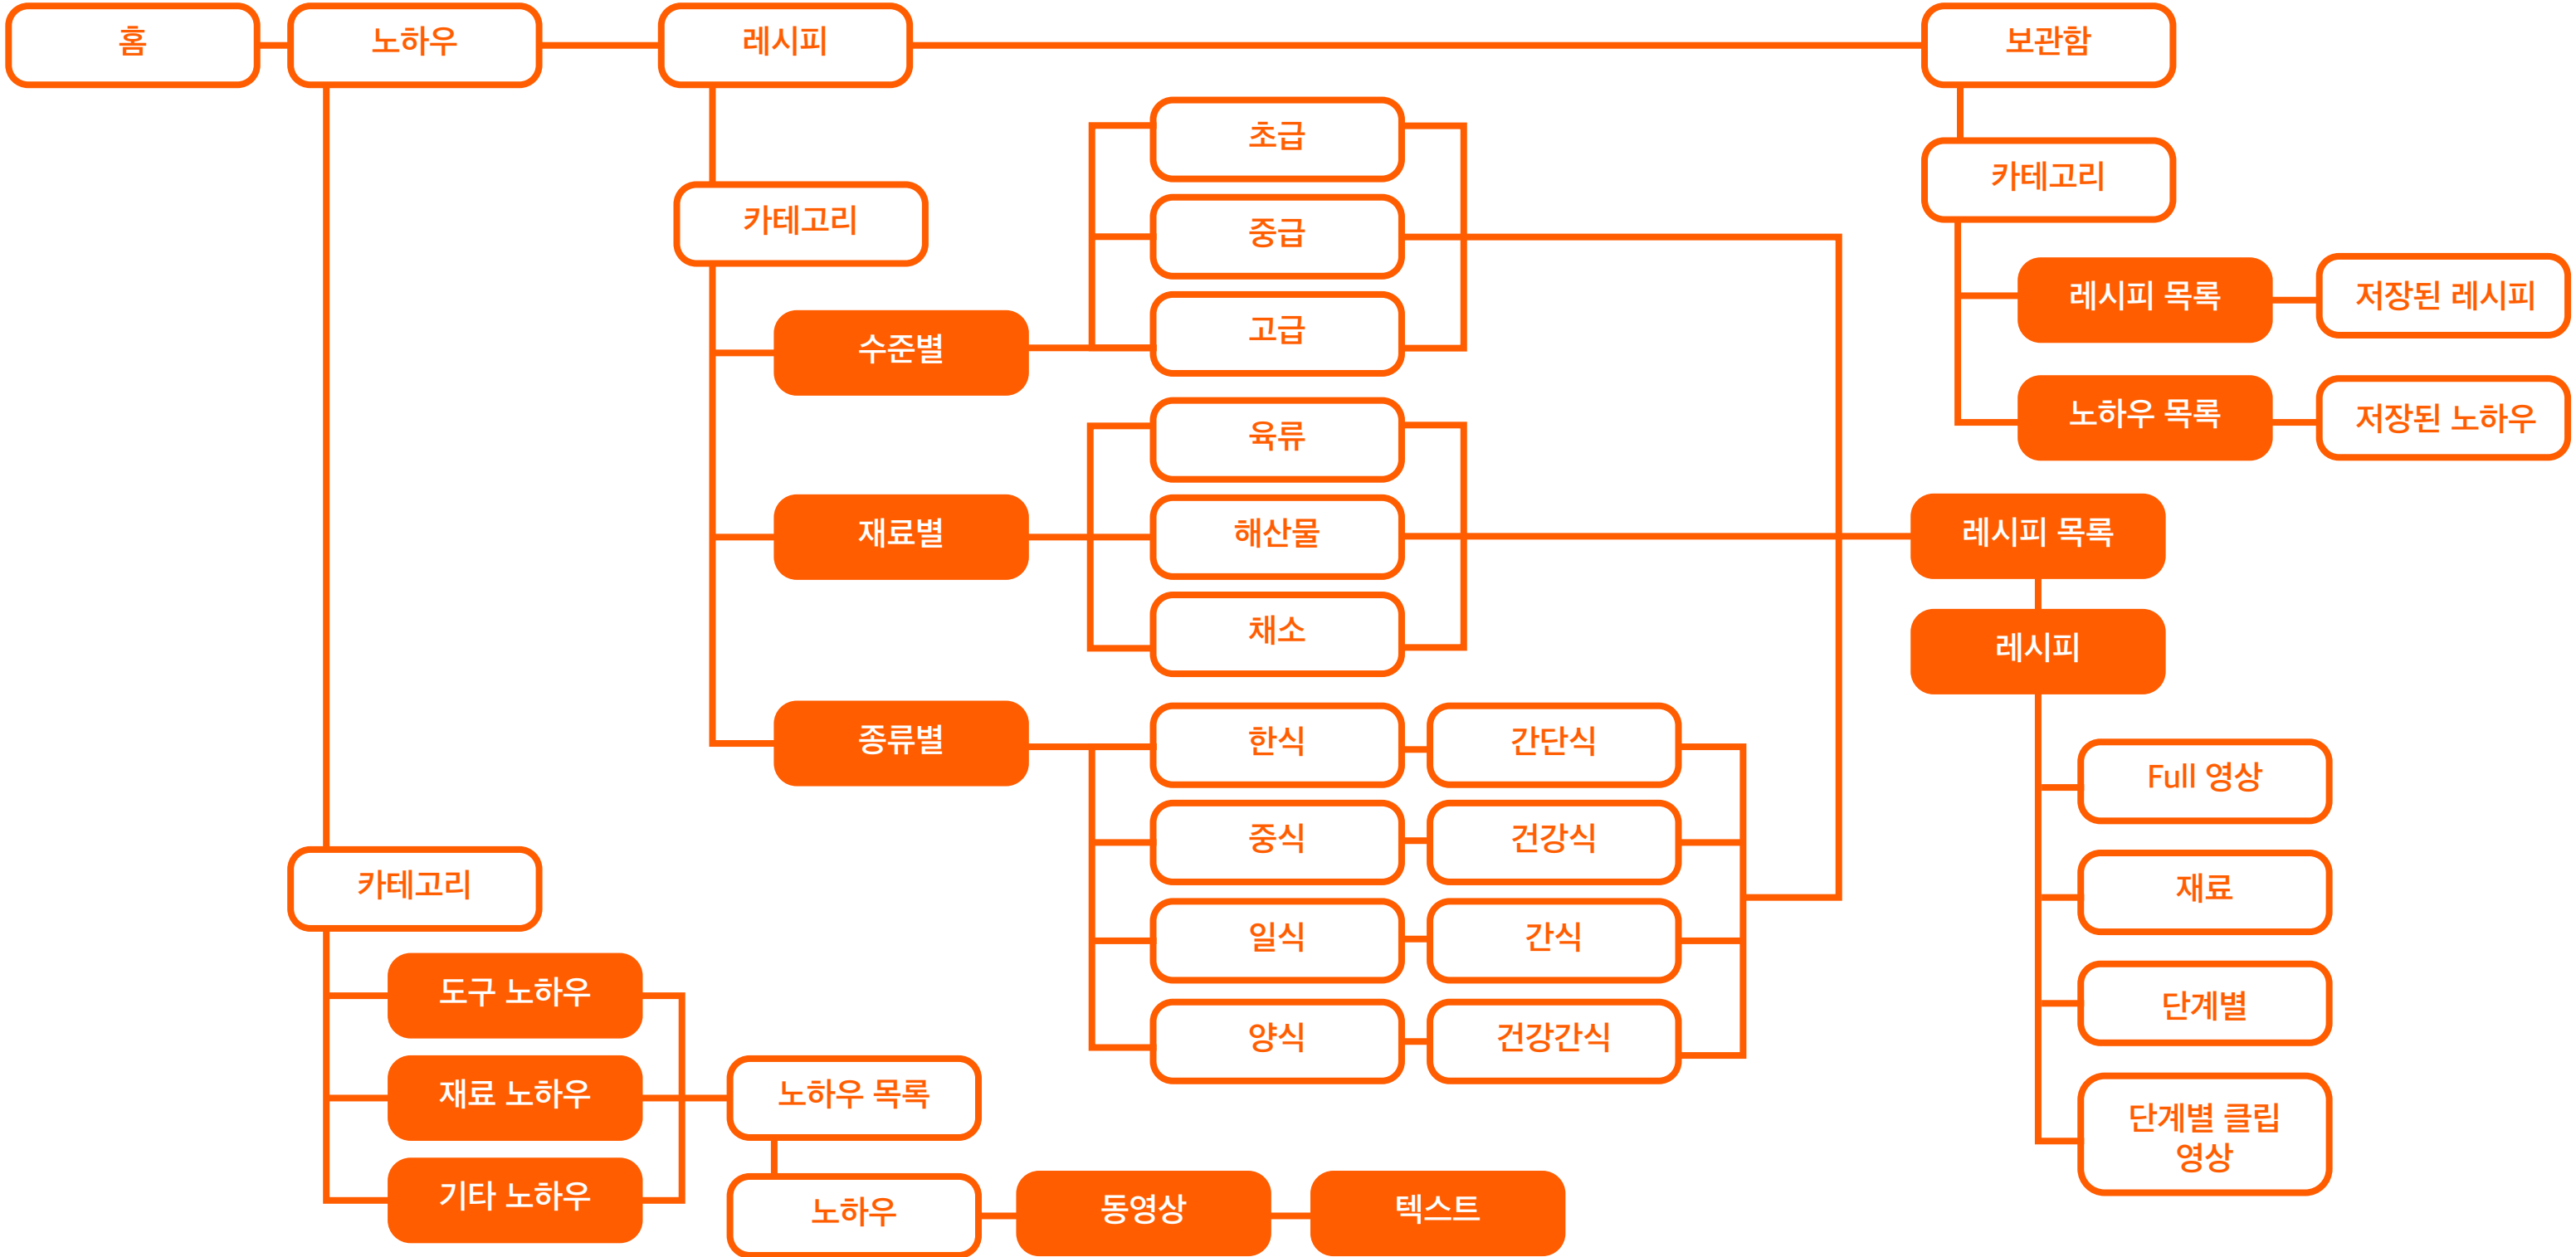 홈
노하우
레시피
보관함
카테고리
초급
중급
고급
카테고리
수준별
레시피 목록
저장된 레시피
노하우 목록
저장된 노하우
육류
해산물
채소
재료별
레시피 목록
레시피
종류별
한식
간단식
중식
건강식
일식
간식
양식
건강간식
Full 영상
재료
단계별
단계별 클립
영상
카테고리
도구 노하우
재료 노하우
기타 노하우
노하우 목록
노하우
동영상
텍스트